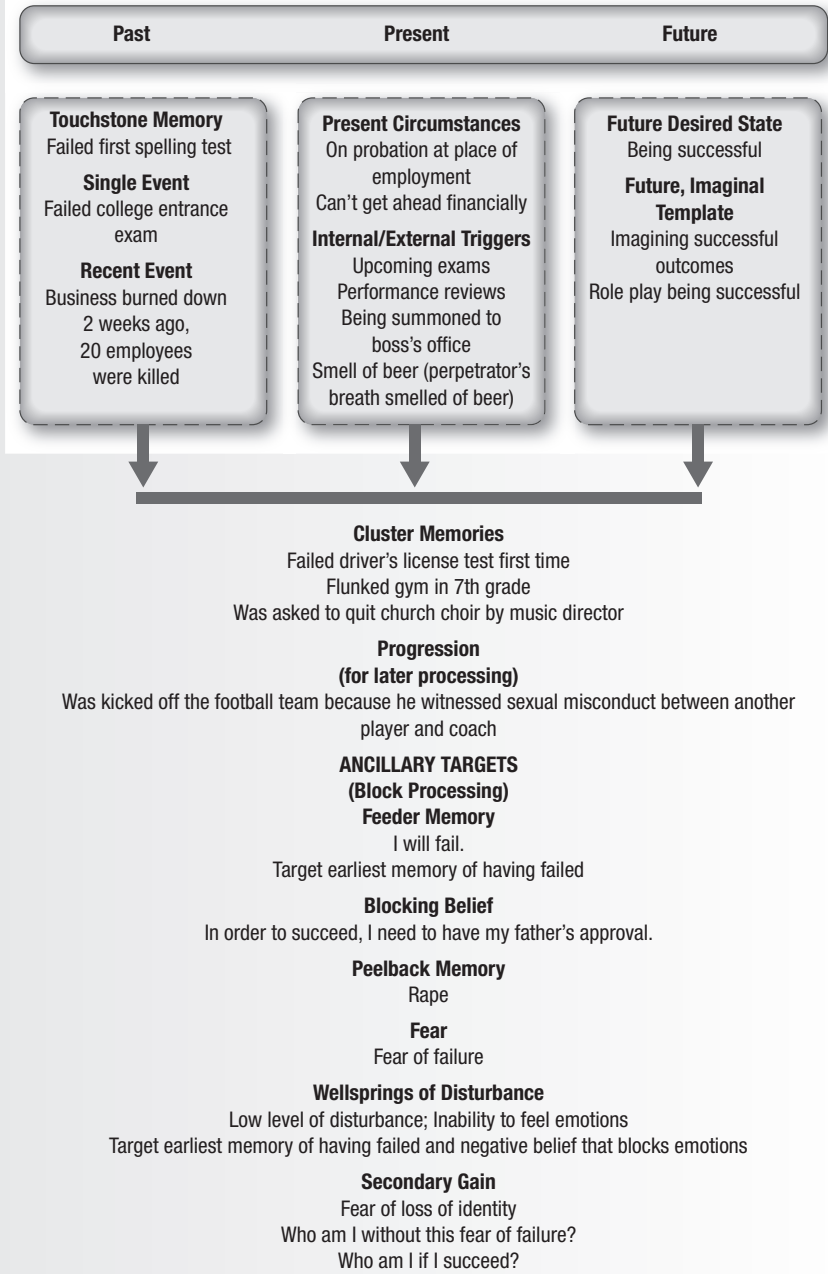 Past
Present
Future
Touchstone Memory
Failed first spelling test
Single Event
Failed college entrance
exam
Recent Event
Business burned down
2 weeks ago,
20 employees
were killed
Present Circumstances
On probation at place of
employment
Can’t get ahead financially
Internal/External Triggers
Upcoming exams
Performance reviews
Being summoned to
boss’s office
Smell of beer (perpetrator’s
breath smelled of beer)
Future Desired State
Being successful
Future, Imaginal
Template
Imagining successful
outcomes
Role play being successful
Cluster Memories
Failed driver’s license test first time
Flunked gym in 7th grade
Was asked to quit church choir by music director
Progression
(for later processing)
Was kicked off the football team because he witnessed sexual misconduct between another
player and coach
ANCILLARY TARGETS
(Block Processing)
Feeder Memory
I will fail.
Target earliest memory of having failed
Blocking Belief
In order to succeed, I need to have my father’s approval.
Peelback Memory
Rape
Fear
Fear of failure
Wellsprings of Disturbance
Low level of disturbance; Inability to feel emotions
Target earliest memory of having failed and negative belief that blocks emotions
Secondary Gain
Fear of loss of identity
Who am I without this fear of failure?
Who am I if I succeed?